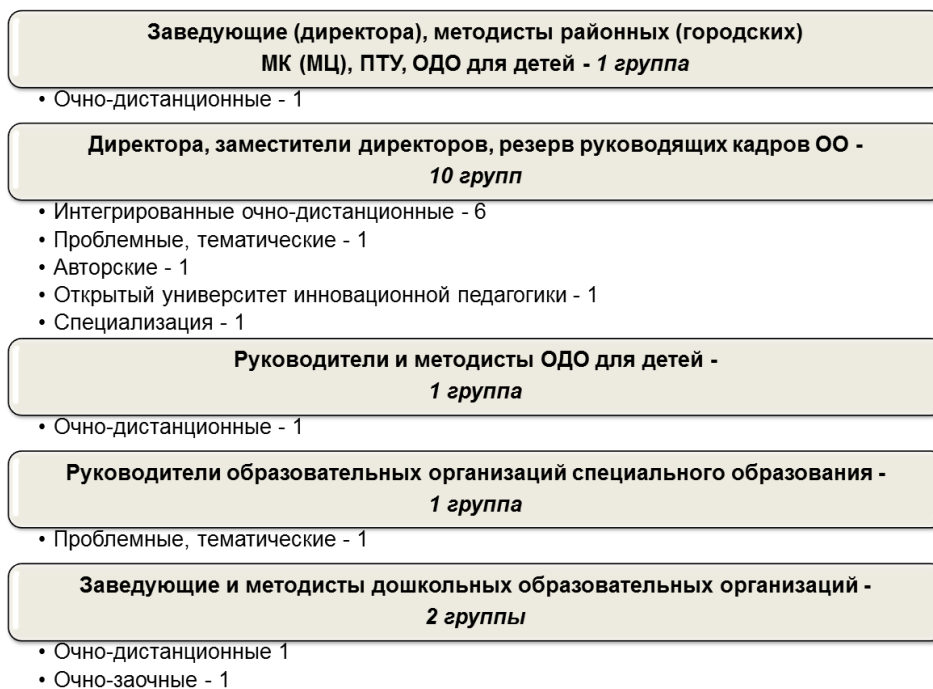 Заведующие (директора), методисты районных (городских)
МК (МЦ), ПТУ, ОДО для детей - 1 группа
• Очно-дистанционные - 1
Директора, заместители директоров, резерв руководящих кадров ОО -
10 групп
• Интегрированные очно-дистанционные - 6
• Проблемные, тематические - 1
• Авторские - 1
• Открытый университет инновационной педагогики - 1
• Специализация - 1
Руководители и методисты ОДО для детей -
1 группа
• Очно-дистанционные - 1
Руководители образовательных организаций специального образования -
1 группа
• Проблемные, тематические - 1
Заведующие и методисты дошкольных образовательных организаций -
2 группы
• Очно-дистанционные 1
• Очно-заочные - 1